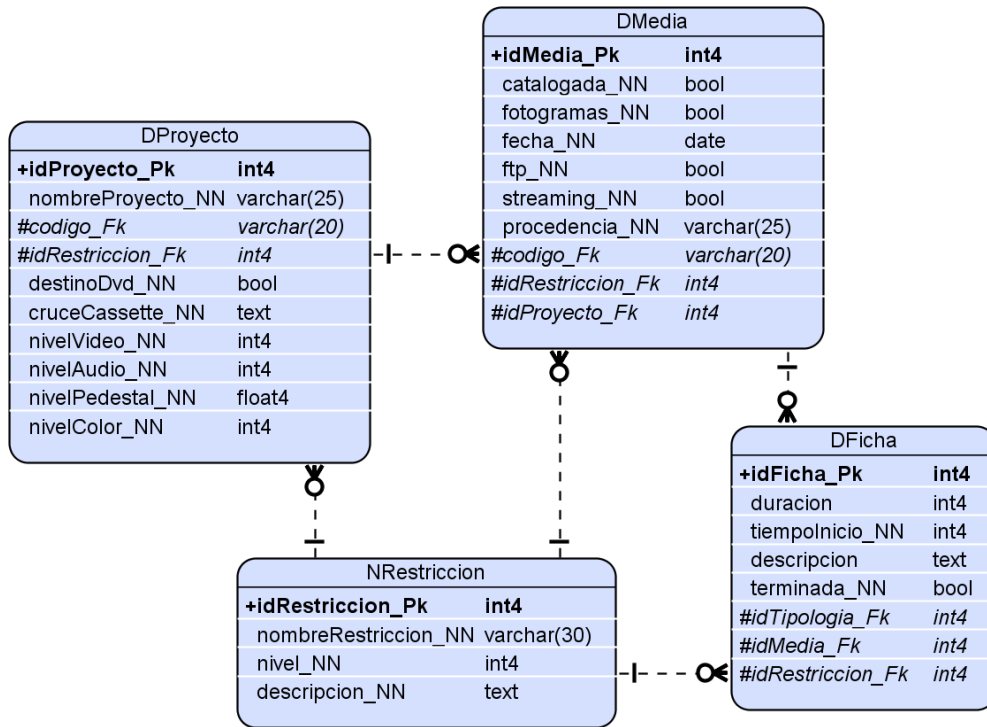 DMedia
+idMedia_Pk int4
catalogada_NN bool
fotogramas_NN bool
fecha_NN date
ftp_NN bool
streaming_NN bool
procedencia_NN varchar(25)
#codigo_Fk varchar(20)
#idRestriccion_Fk int4
#idProyecto_Fk int4
DProyecto
+idProyecto_Pk int4
nombreProyecto_NN varchar(25)
#codigo_Fk varchar(20)
#idRestriccion_Fk int4
destinoDvd_NN bool
cruceCassette_NN text
nivelVideo_NN int4
nivelAudio_NN int4
nivelPedestal_NN float4
nivelColor_NN int4
DFicha
+idFicha_Pk int4
duracion int4
tiempoInicio_NN int4
descripcion text
terminada_NN bool
#idTipologia_Fk int4
#idMedia_Fk int4
#idRestriccion_Fk int4
NRestriccion
+idRestriccion_Pk int4
nombreRestriccion_NN varchar(30)
nivel_NN int4
descripcion_NN text